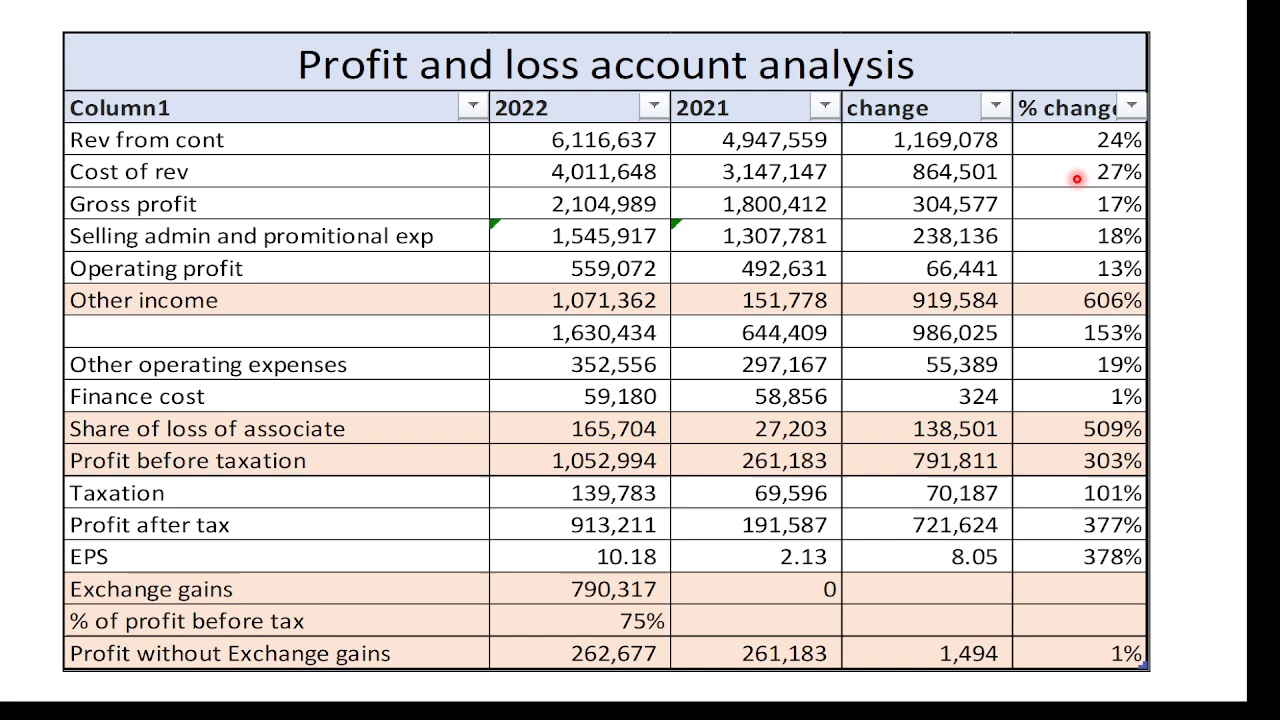 Profit and loss account analysis
Column1 2022 2021 change % change
Rev from cont 6,116,637 4,947,559 1,169,078 24%
Cost of rev 4,011,648 3,147,147 864,501 27%
Gross profit 2,104,989 1,800,412 304,577 17%
Selling admin and promitional exp 1,545,917 1,307,781 238,136 18%
Operating profit 559,072 492,631 66,441 13%
Other income 1,071,362 151,778 919,584 606%
1,630,434 644,409 986,025 153%
Other operating expenses 352,556 297,167 55,389 19%
Finance cost 59,180 58,856 324 1%
Share of loss of associate 165,704 27,203 138,501 509%
Profit before taxation 1,052,994 261,183 791,811 303%
Taxation 139,783 69,596 70,187 101%
Profit after tax 913,211 191,587 721,624 377%
EPS 10.18 2.13 8.05 378%
Exchange gains 790,317 0
% of profit before tax 75%
Profit without Exchange gains 262,677 261,183 1,494 1%